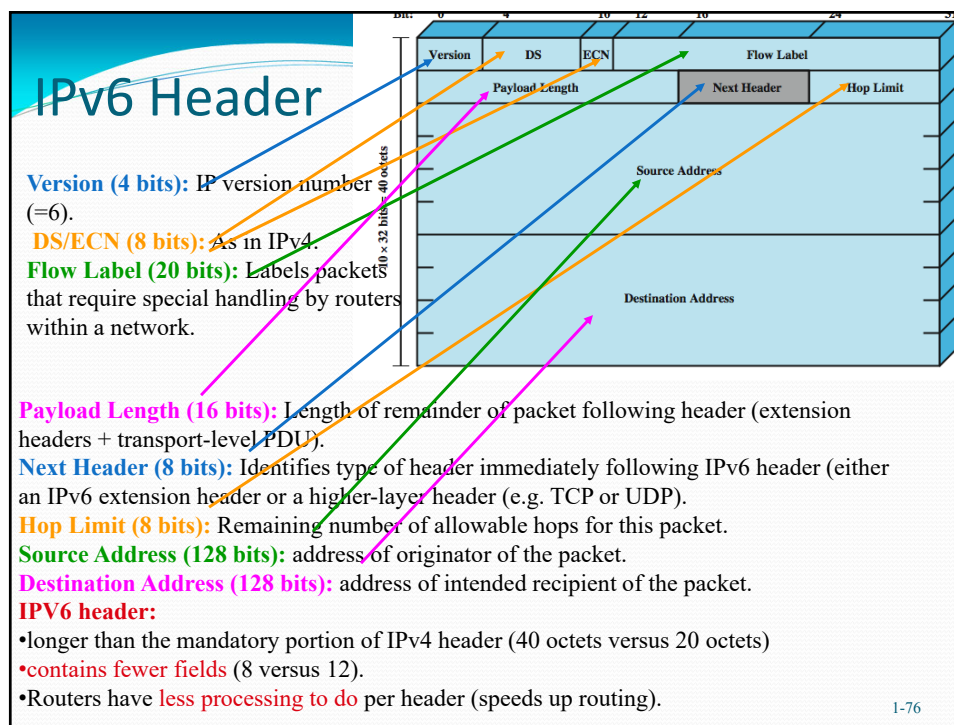 Bit: 0 4 10 12 16 24 31
Version DS ECN Flow Label
Payload Length Next Header Hop Limit
10 × 32 bits = 40 octets
Source Address
Destination Address
IPv6 Header
Version (4 bits): IP version number
(=6).
DS/ECN (8 bits): As in IPv4.
Flow Label (20 bits): Labels packets
that require special handling by routers
within a network.
Payload Length (16 bits): Length of remainder of packet following header (extension
headers + transport-level PDU).
Next Header (8 bits): Identifies type of header immediately following IPv6 header (either
an IPv6 extension header or a higher-layer header (e.g. TCP or UDP).
Hop Limit (8 bits): Remaining number of allowable hops for this packet.
Source Address (128 bits): address of originator of the packet.
Destination Address (128 bits): address of intended recipient of the packet.
IPV6 header:
•longer than the mandatory portion of IPv4 header (40 octets versus 20 octets)
•contains fewer fields (8 versus 12).
•Routers have less processing to do per header (speeds up routing).
1-76